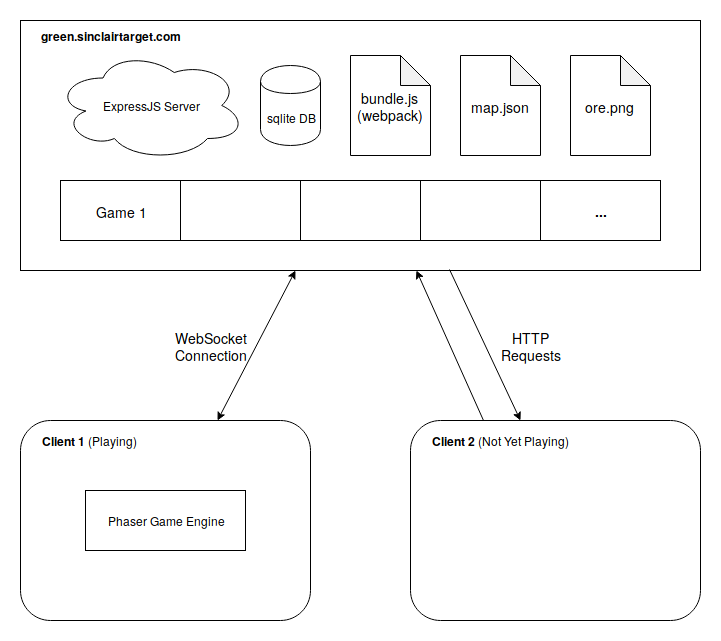 green.sinclairtarget.com
ExpressJS Server
sqlite DB
bundle.js
(webpack)
map.json
ore.png
Game 1
...
WebSocket
Connection
HTTP
Requests
Client 1 (Playing)
Client 2 (Not Yet Playing)
Phaser Game Engine